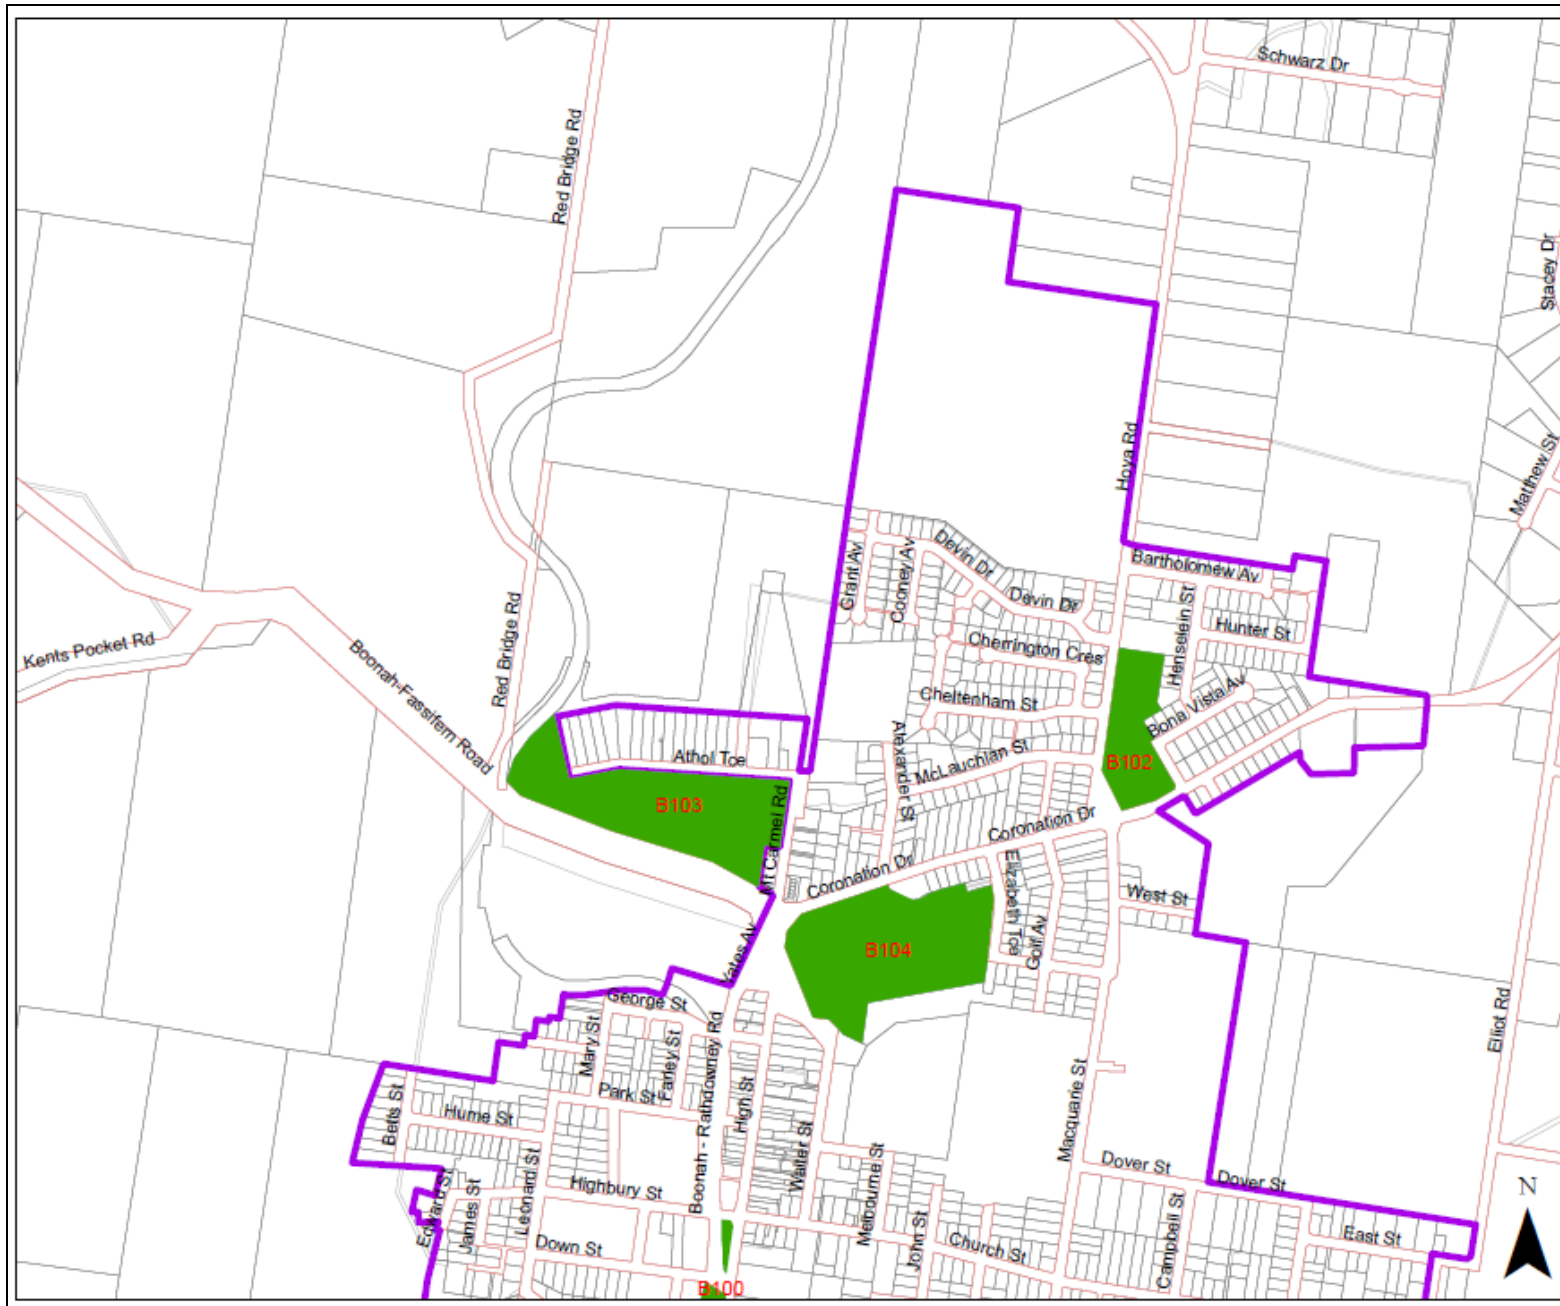 Schwarz Dr
Red Bridge Rd
Stacey Dr
Hoya Rd
Matthew St
Devin Dr
Bartholomew Av
Grant Av
Cooney Av
Devin Dr
Henselein St
Hunter St
Kents Pocket Rd
Boonah-Fassifern Road
Red Bridge Rd
Cherrington Cres
Cheltenham St
Bona Vista Av
Alexander St
McLauchlan St
Athol Tce
B102
B103
Mt Carmel Rd
Coronation Dr
Coronation Dr
Elizabeth Tce
West St
Golf Av
B104
Yates Av
George St
Elliot Rd
Mary St
Farley St
Boonah - Rathdowney Rd
High St
Park St
Betts St
Hume St
Macquarie St
Walter St
Melbourne St
Dover St
Dover St
N
Edward St
James St
Leonard St
Highbury St
Down St
John St
Church St
Campbell St
East St
B100